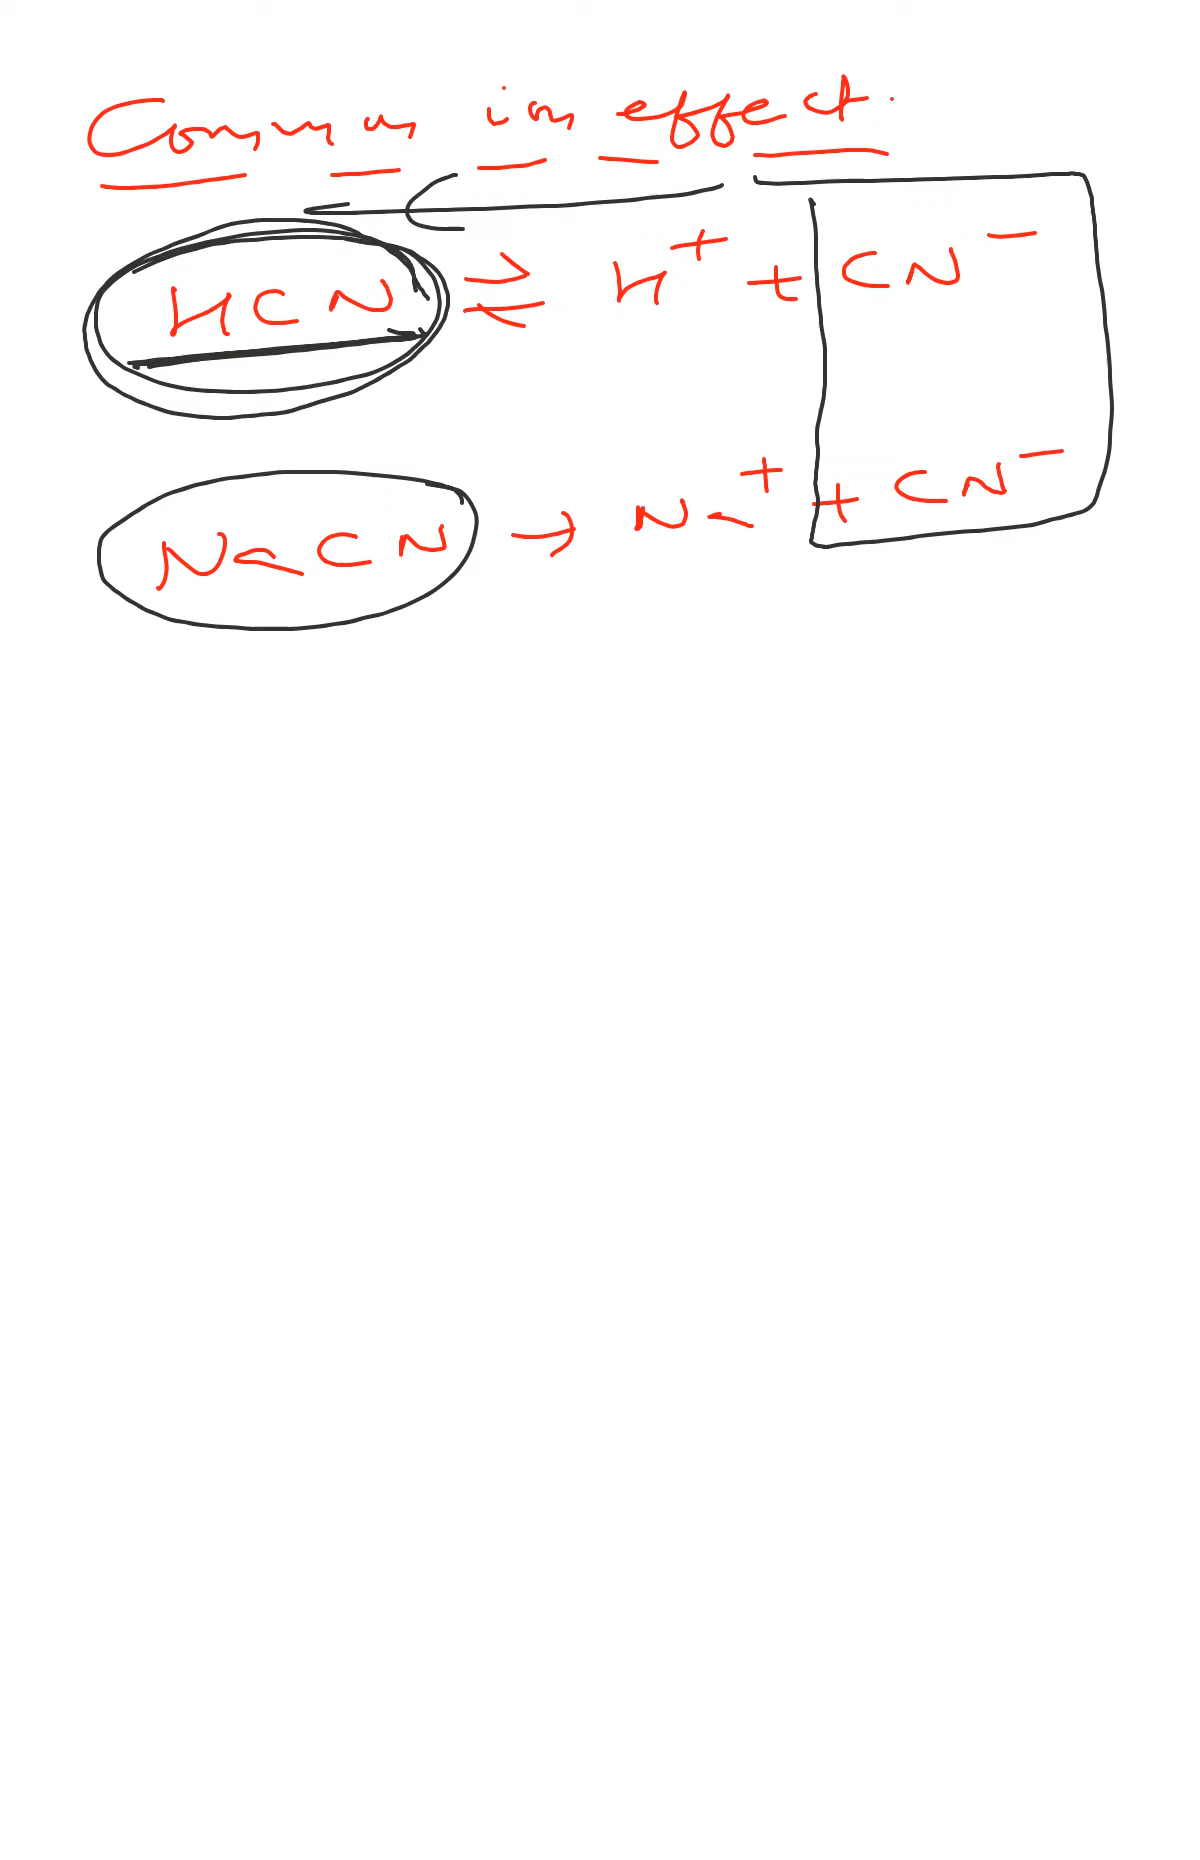 Common ion effect.
HCN ⇌ H⁺ + CN⁻
NaCN → Na⁺ + CN⁻